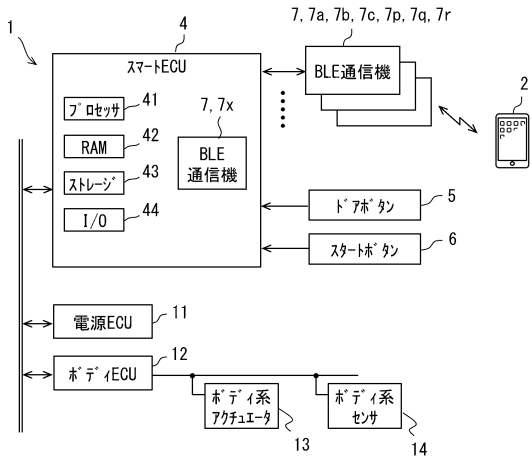 1
4
スマートECU
プロセッサ
41
RAM
42
ストレージ
43
I/O
44
7, 7x
BLE
通信機
7, 7a, 7b, 7c, 7p, 7q, 7r
BLE通信機
2
ドアボタン
5
スタートボタン
6
電源ECU
11
ボディECU
12
ボディ系
アクチュエータ
13
ボディ系
センサ
14